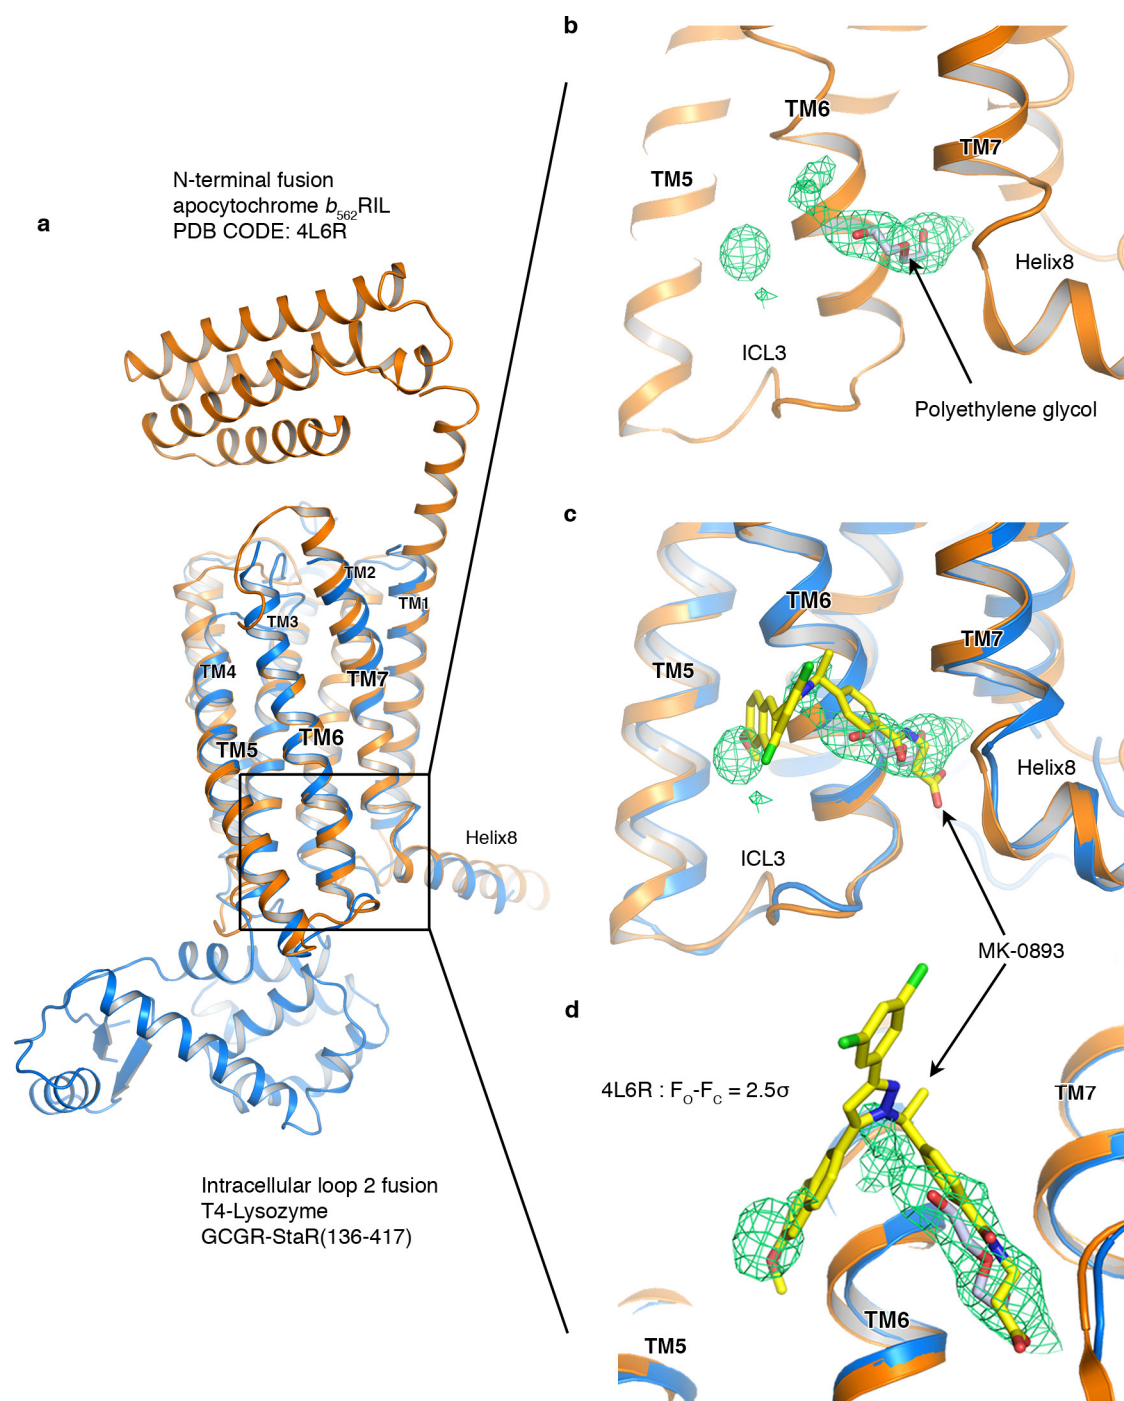 a
N-terminal fusion
apocytochrome b562RIL
PDB CODE: 4L6R
TM2
TM1
TM3
TM4
TM7
TM5
TM6
Helix8
Intracellular loop 2 fusion
T4-Lysozyme
GCGR-StaR(136-417)
b
TM6
TM7
TM5
Helix8
ICL3
Polyethylene glycol
c
TM6
TM7
TM5
Helix8
ICL3
MK-0893
d
4L6R : FO-FC = 2.5σ
TM7
TM6
TM5